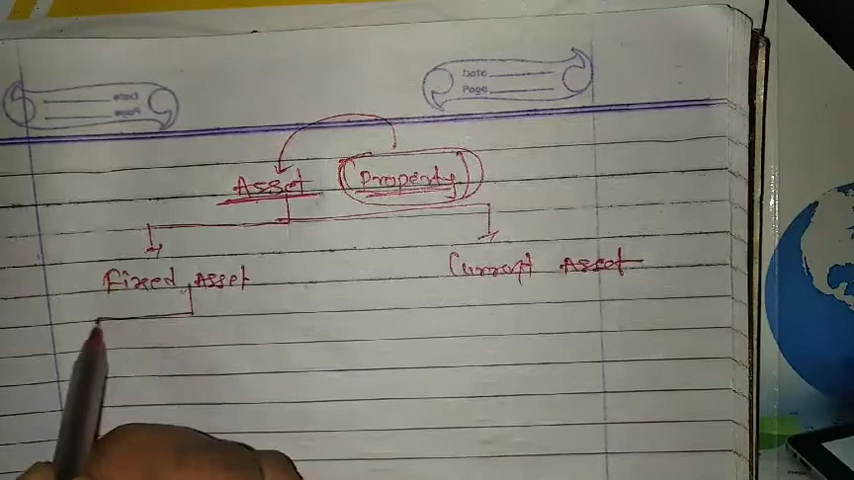 Date
Page
Asset (Property)
Fixed Asset
Current Asset